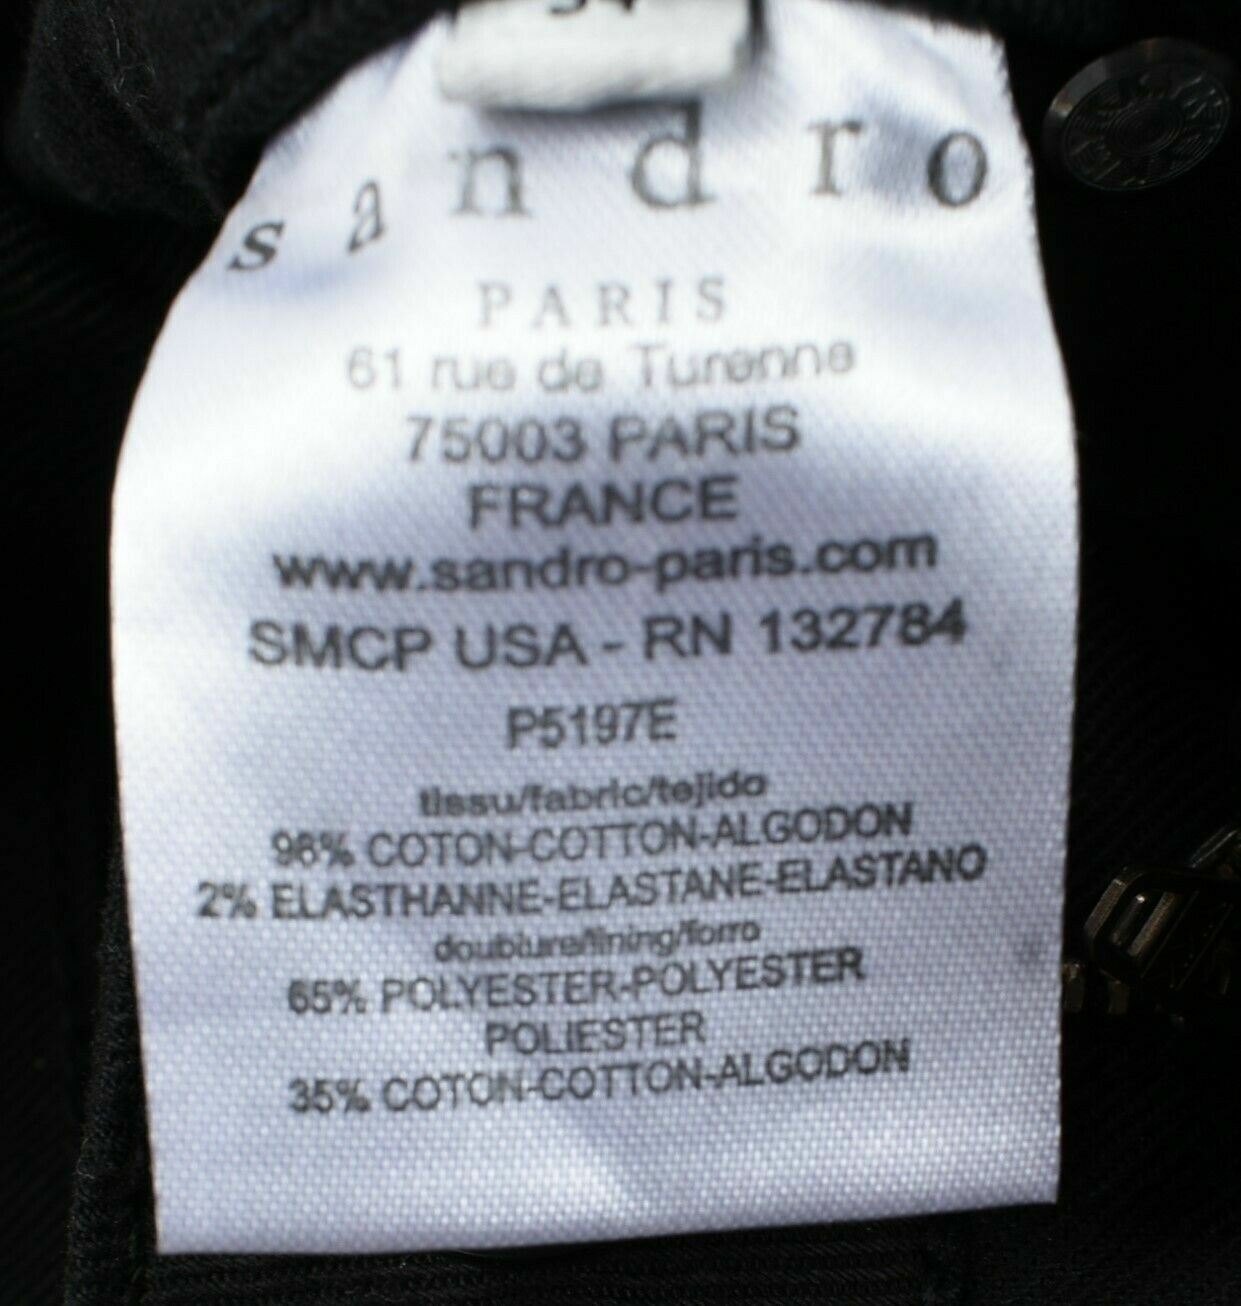 34
sandro
PARIS
61 rue de Turenne
75003 PARIS
FRANCE
www.sandro-paris.com
SMCP USA - RN 132784
P5197E
tissu/fabric/tejido
98% COTON-COTTON-ALGODON
2% ELASTHANNE-ELASTANE-ELASTANO
doublure/lining/forro
65% POLYESTER-POLYESTER
POLIESTER
35% COTON-COTTON-ALGODON